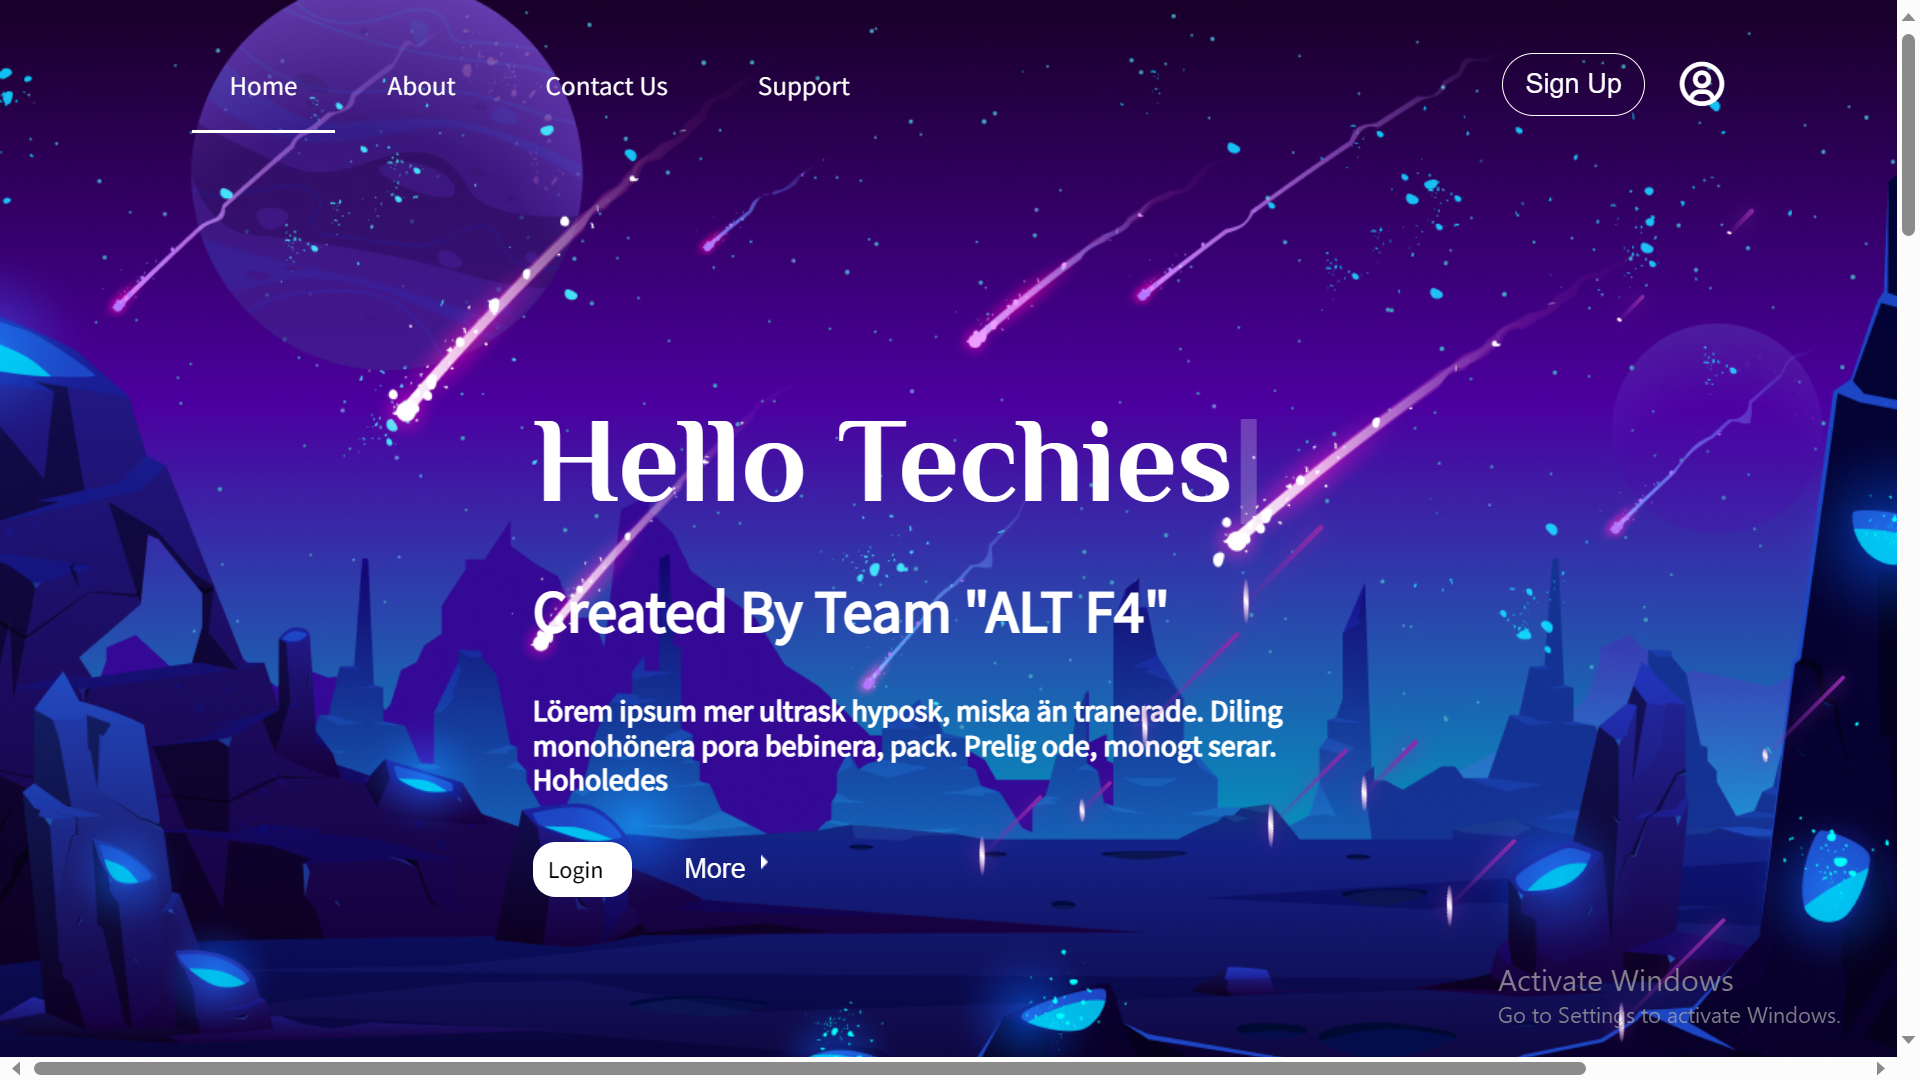 Home About Contact Us Support Sign Up
Hello Techies
Created By Team "ALT F4"
Lörem ipsum mer ultrask hyposk, miska än tranerade. Diling
monohönera pora bebinera, pack. Prelig ode, monogt serar.
Hoholedes
Login More
Activate Windows
Go to Settings to activate Windows.